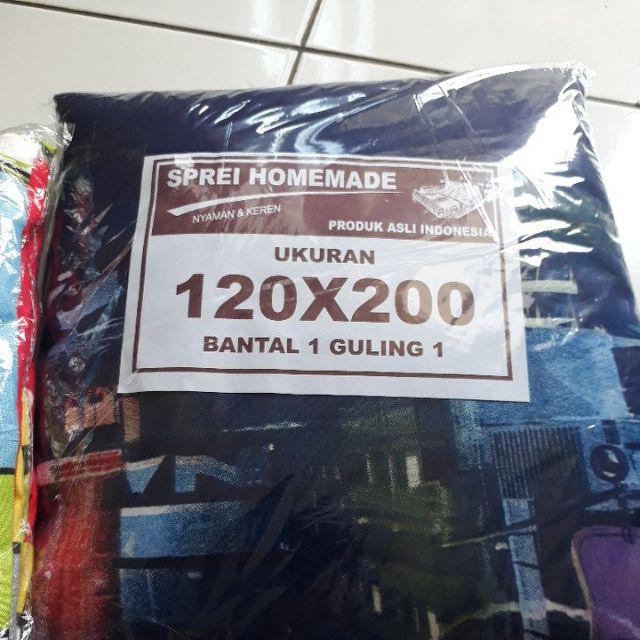 SPREI HOMEMADE
NYAMAN & KEREN
PRODUK ASLI INDONESIA
UKURAN
120X200
BANTAL 1 GULING 1